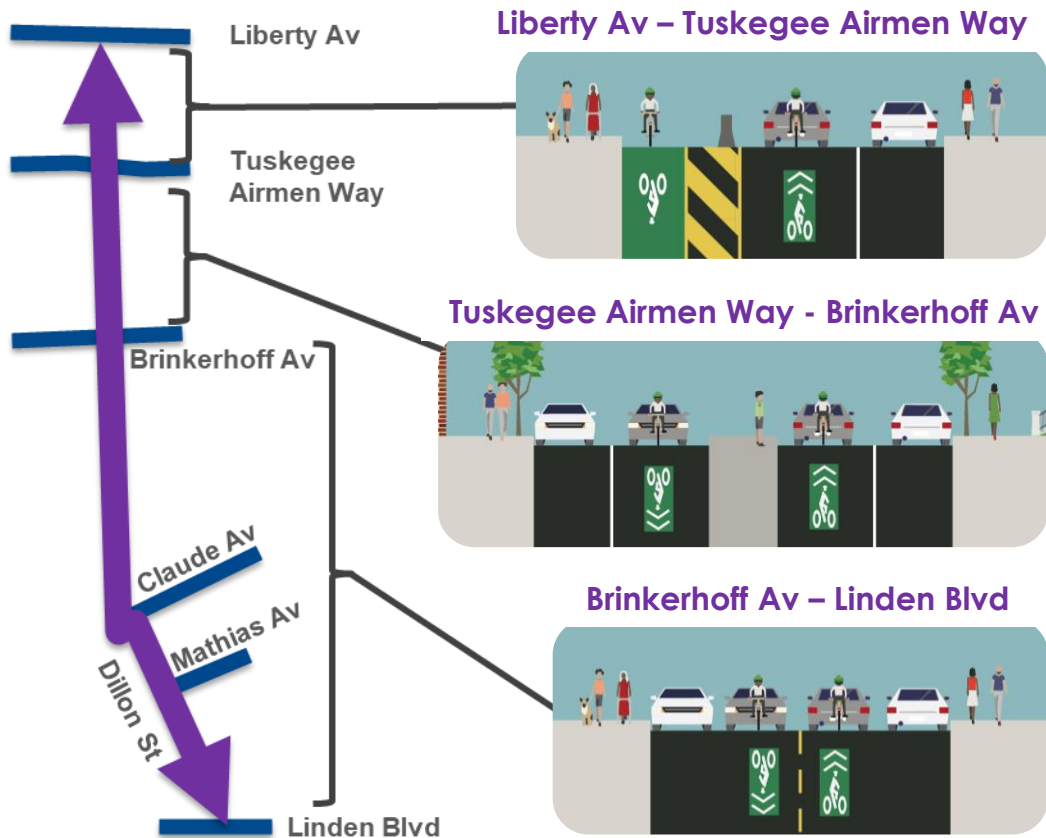 Liberty Av
Tuskegee
Airmen Way
Brinkerhoff Av
Claude Av
Mathias Av
Dillon St
Linden Blvd
Liberty Av – Tuskegee Airmen Way
Tuskegee Airmen Way - Brinkerhoff Av
Brinkerhoff Av – Linden Blvd